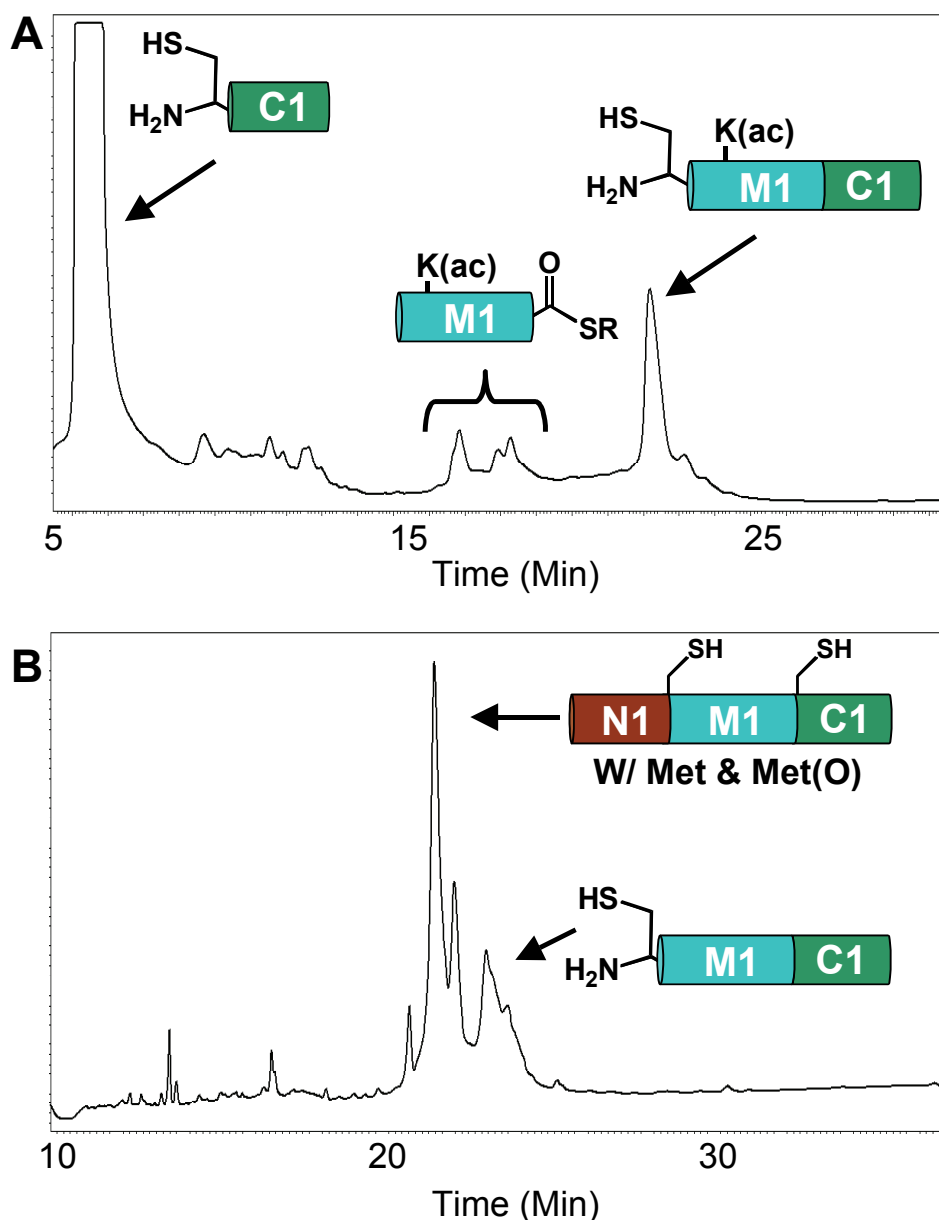 A
HS
H₂N
C1
HS
K(ac)
H₂N
M1 C1
K(ac)
O
M1
SR
5 15 25
Time (Min)
B
SH SH
N1 M1 C1
W/ Met & Met(O)
HS
H₂N
M1 C1
10 20 30
Time (Min)